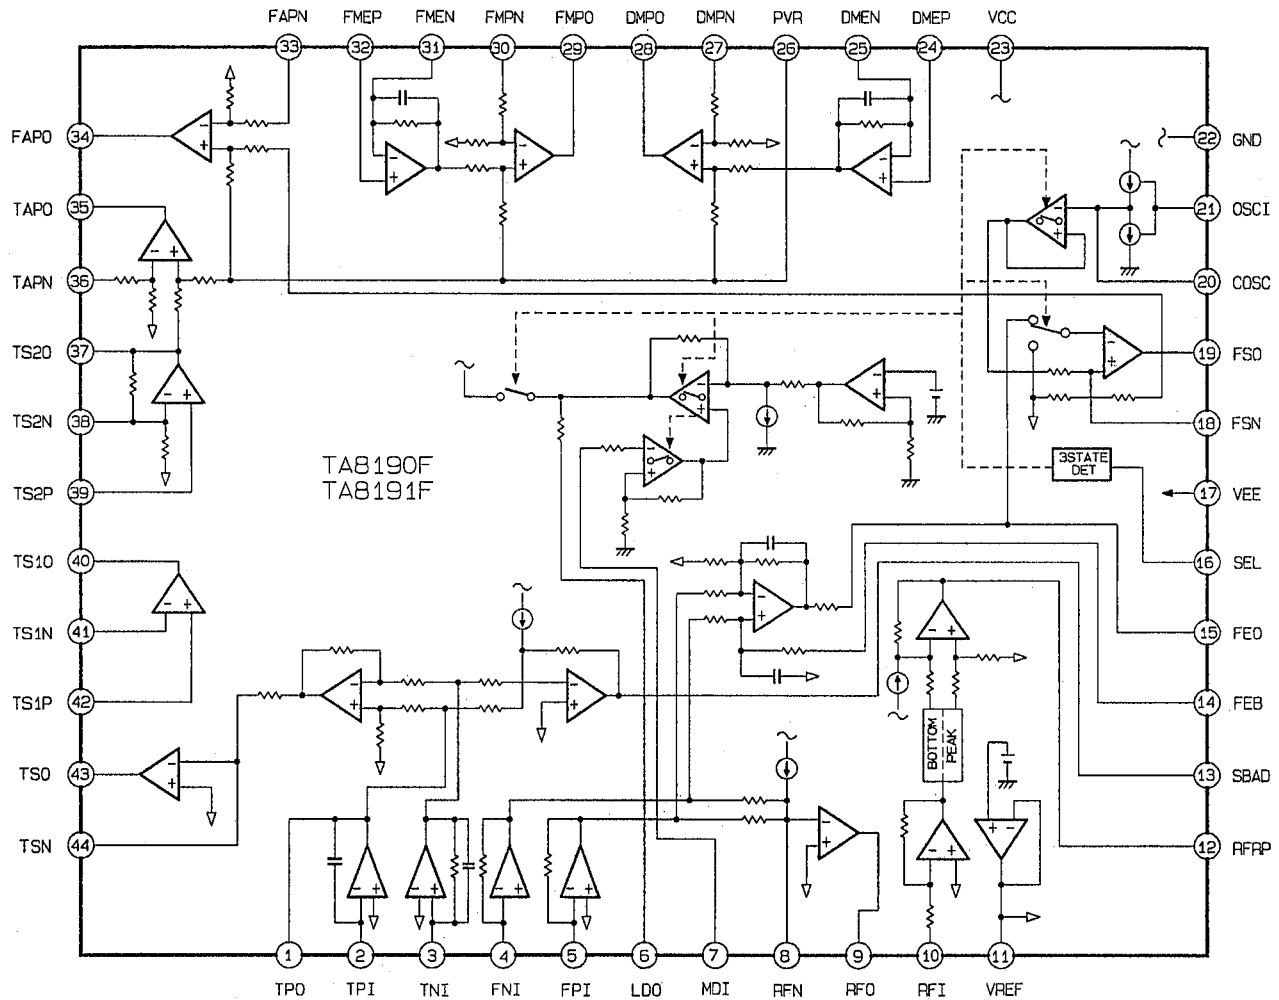 FAPN FMEP FMEN FMPN FMPO DMPO DMPN PVR DMEN DMEP VCC
33 32 31 30 29 28 27 26 25 24 23
FAPO 34
22 GND
TAPO 35
21 OSCI
TAPN 36
20 COSC
TS2O 37
19 FSO
TS2N 38
18 FSN
TA8190F
TA8191F
3STATE
DET
TS2P 39
17 VEE
TS1O 40
16 SEL
TS1N 41
15 FEO
TS1P 42
14 FEB
BOTTOM
PEAK
TSO 43
13 SBAD
TSN 44
12 RFRP
1 2 3 4 5 6 7 8 9 10 11
TPO TPI TNI FNI FPI LDO MDI RFN RFO RFI VREF